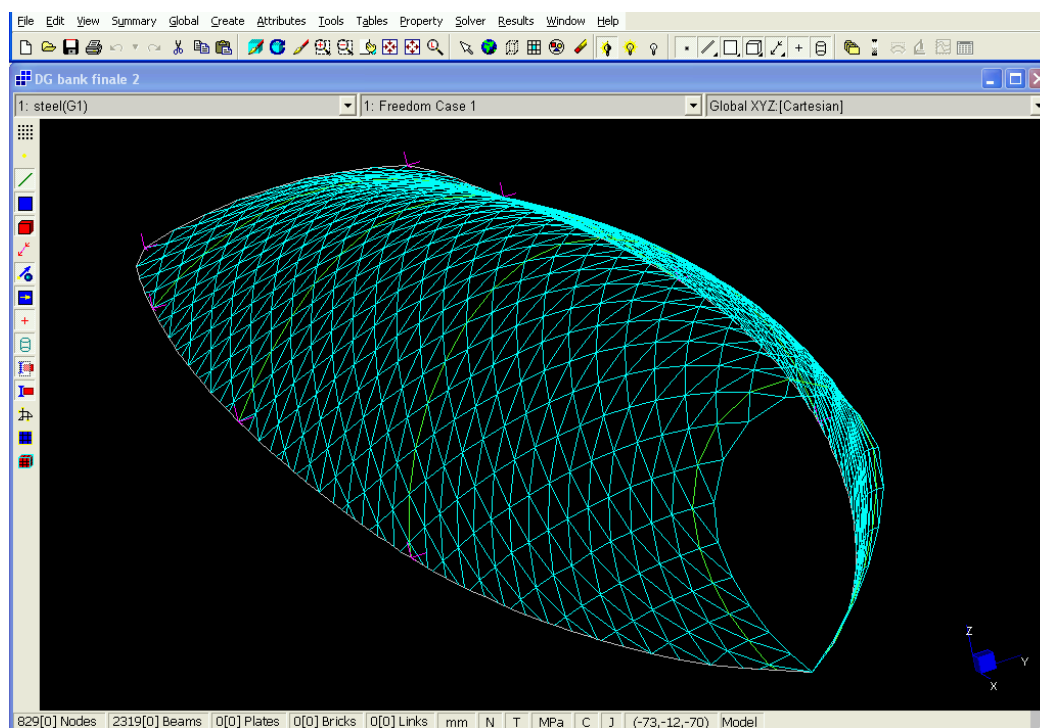 File Edit View Summary Global Create Attributes Tools Tables Property Solver Results Window Help
DG bank finale 2
1: steel(G1) 1: Freedom Case 1 Global XYZ:[Cartesian]
Z
Y
X
829[0] Nodes 2319[0] Beams 0[0] Plates 0[0] Bricks 0[0] Links mm N T MPa C J (-73,-12,-70) Model